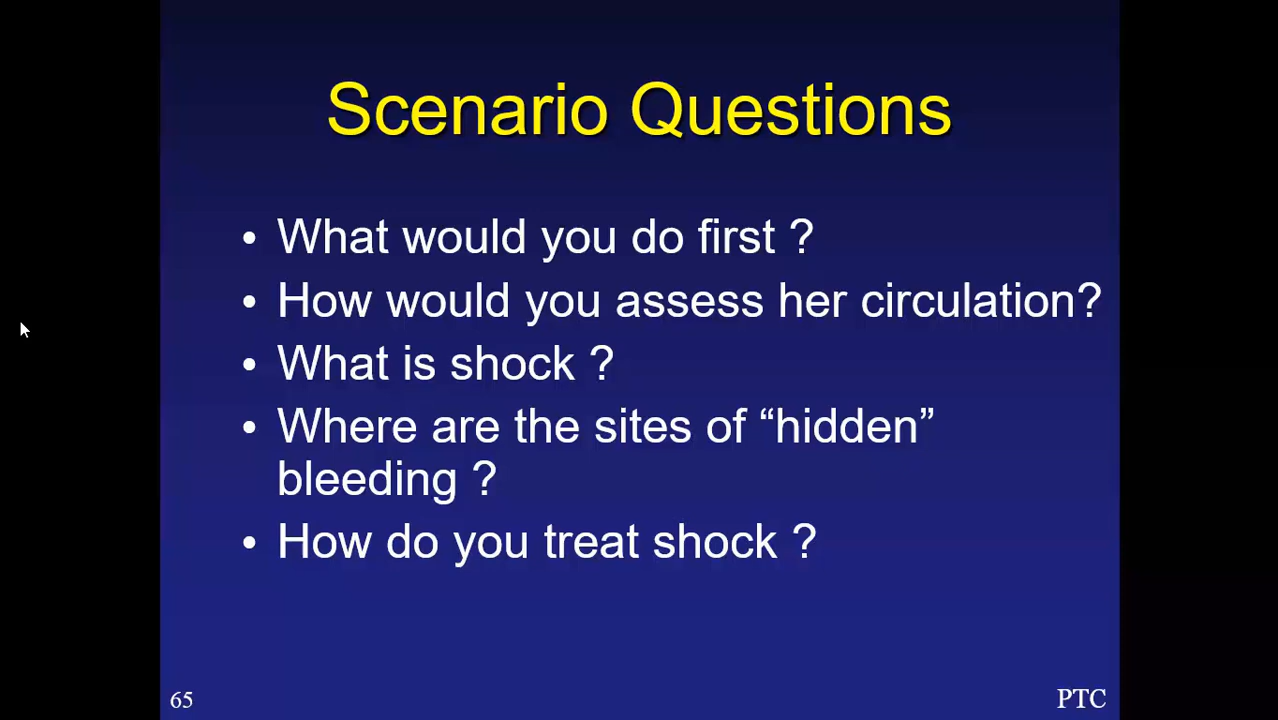 Scenario Questions
• What would you do first ?
• How would you assess her circulation?
• What is shock ?
• Where are the sites of “hidden”
bleeding ?
• How do you treat shock ?
65
PTC